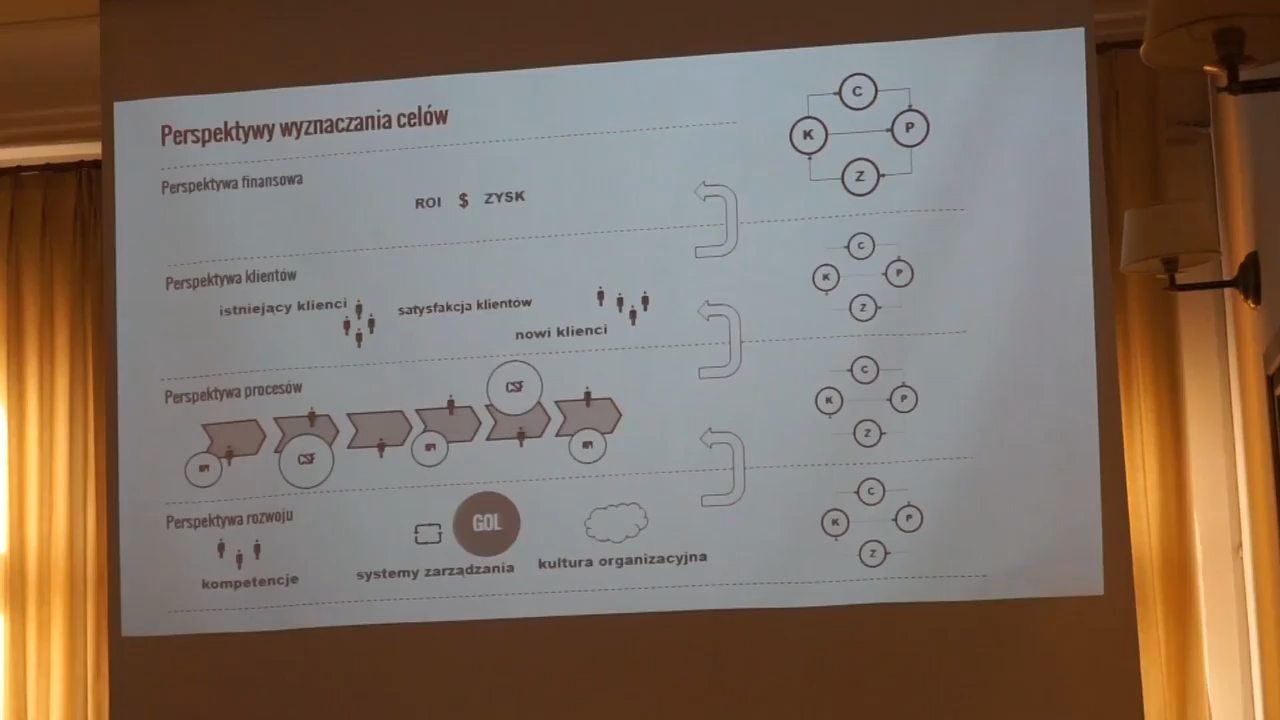 Perspektywy wyznaczania celów
C
K
P
Z
Perspektywa finansowa
ROI $ ZYSK
Perspektywa klientów
istniejący klienci
satysfakcja klientów
nowi klienci
C
K
P
Z
Perspektywa procesów
CSF
CSF
C
K
P
Z
Perspektywa rozwoju
GOL
kompetencje
systemy zarządzania
kultura organizacyjna
C
K
P
Z